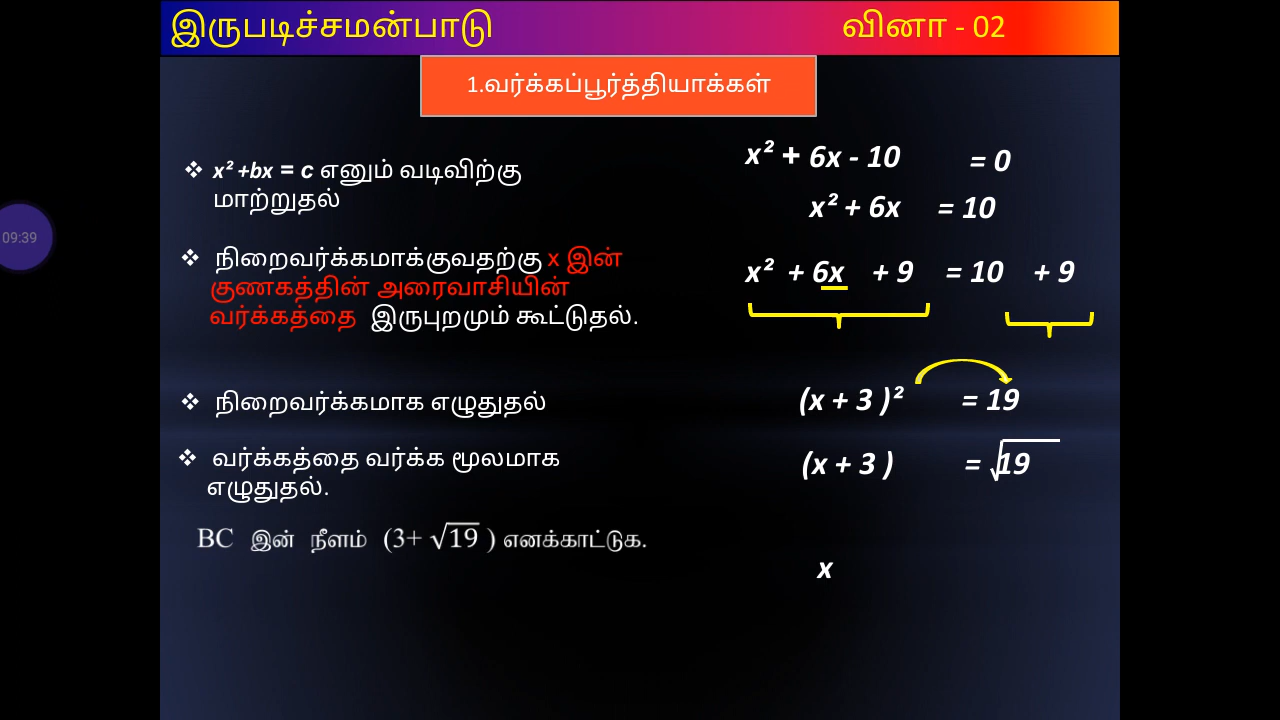 இருபடிச்சமன்பாடு வினா - 02
1.வர்க்கப்பூர்த்தியாக்கள்
❖ x² +bx = c எனும் வடிவிற்கு
மாற்றுதல்
❖ நிறைவர்க்கமாக்குவதற்கு x இன்
குணகத்தின் அரைவாசியின்
வர்க்கத்தை இருபுறமும் கூட்டுதல்.
❖ நிறைவர்க்கமாக எழுதுதல்
❖ வர்க்கத்தை வர்க்க மூலமாக
எழுதுதல்.
BC இன் நீளம் (3+ √19 ) எனக்காட்டுக.
x² + 6x - 10 = 0
x² + 6x = 10
x² + 6x + 9 = 10 + 9
(x + 3 )² = 19
(x + 3 ) = √19
x
09:39